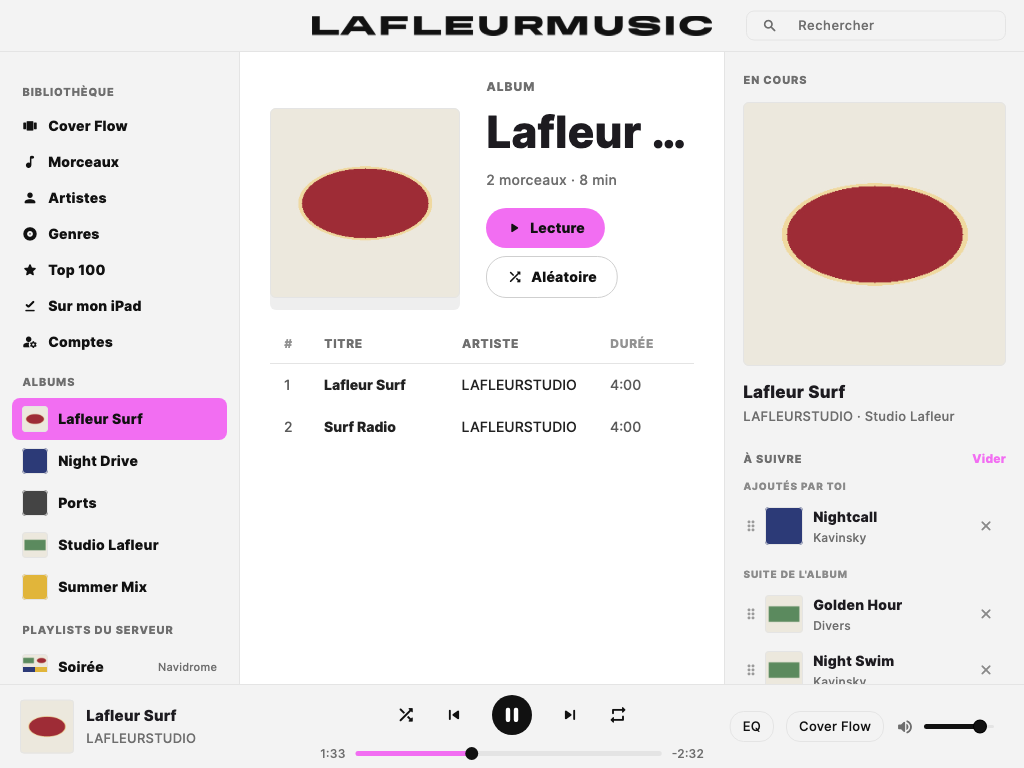 LAFLEURMUSIC
Rechercher
BIBLIOTHÈQUE
Cover Flow
Morceaux
Artistes
Genres
Top 100
Sur mon iPad
Comptes
ALBUMS
Lafleur Surf
Night Drive
Ports
Studio Lafleur
Summer Mix
PLAYLISTS DU SERVEUR
Soirée Navidrome
ALBUM
Lafleur ...
2 morceaux · 8 min
Lecture
Aléatoire
# TITRE ARTISTE DURÉE
1 Lafleur Surf LAFLEURSTUDIO 4:00
2 Surf Radio LAFLEURSTUDIO 4:00
EN COURS
Lafleur Surf
LAFLEURSTUDIO · Studio Lafleur
À SUIVRE Vider
AJOUTÉS PAR TOI
Nightcall
Kavinsky
SUITE DE L'ALBUM
Golden Hour
Divers
Night Swim
Kavinsky
Lafleur Surf
LAFLEURSTUDIO
1:33 -2:32
EQ Cover Flow